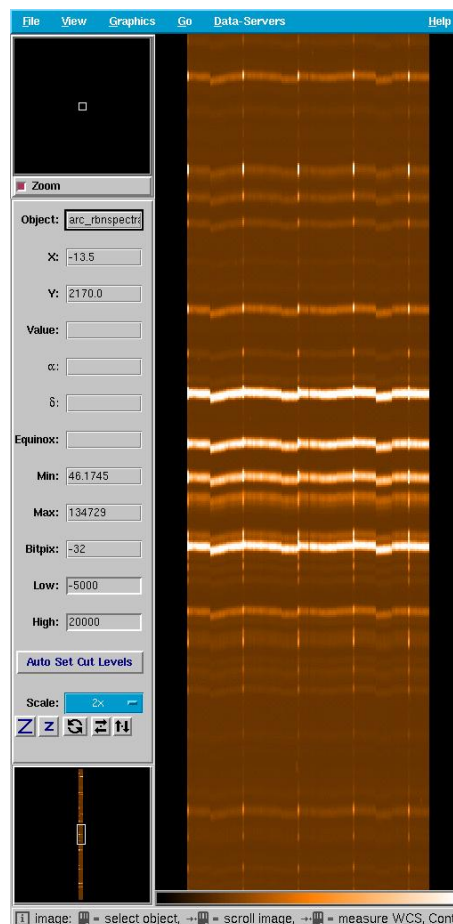 File View Graphics Go Data-Servers Help
Zoom
Object: arc_rbnspectra
X: -13.5
Y: 2170.0
Value:
α:
δ:
Equinox:
Min: 46.1745
Max: 134729
Bitpix: -32
Low: -5000
High: 20000
Auto Set Cut Levels
Scale: 2x
Z z
i image: = select object, = scroll image, = measure WCS, Cont